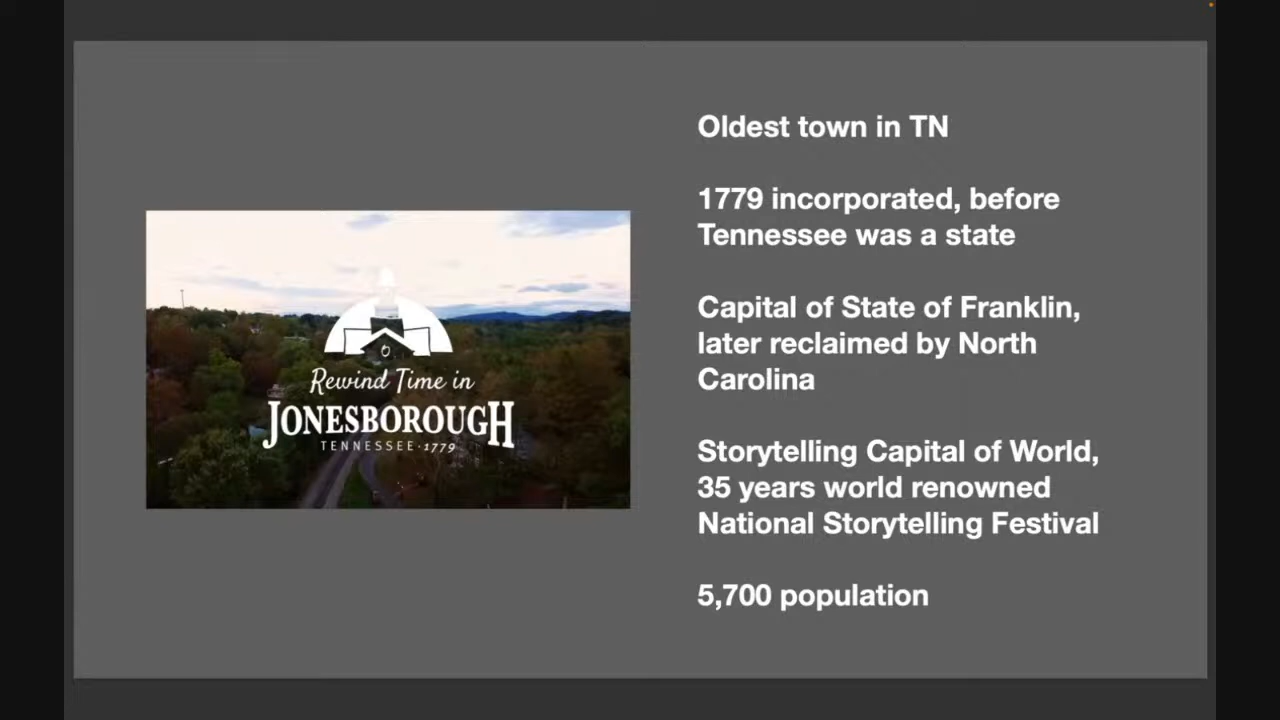 Rewind Time in
JONESBOROUGH
TENNESSEE·1779
Oldest town in TN
1779 incorporated, before
Tennessee was a state
Capital of State of Franklin,
later reclaimed by North
Carolina
Storytelling Capital of World,
35 years world renowned
National Storytelling Festival
5,700 population